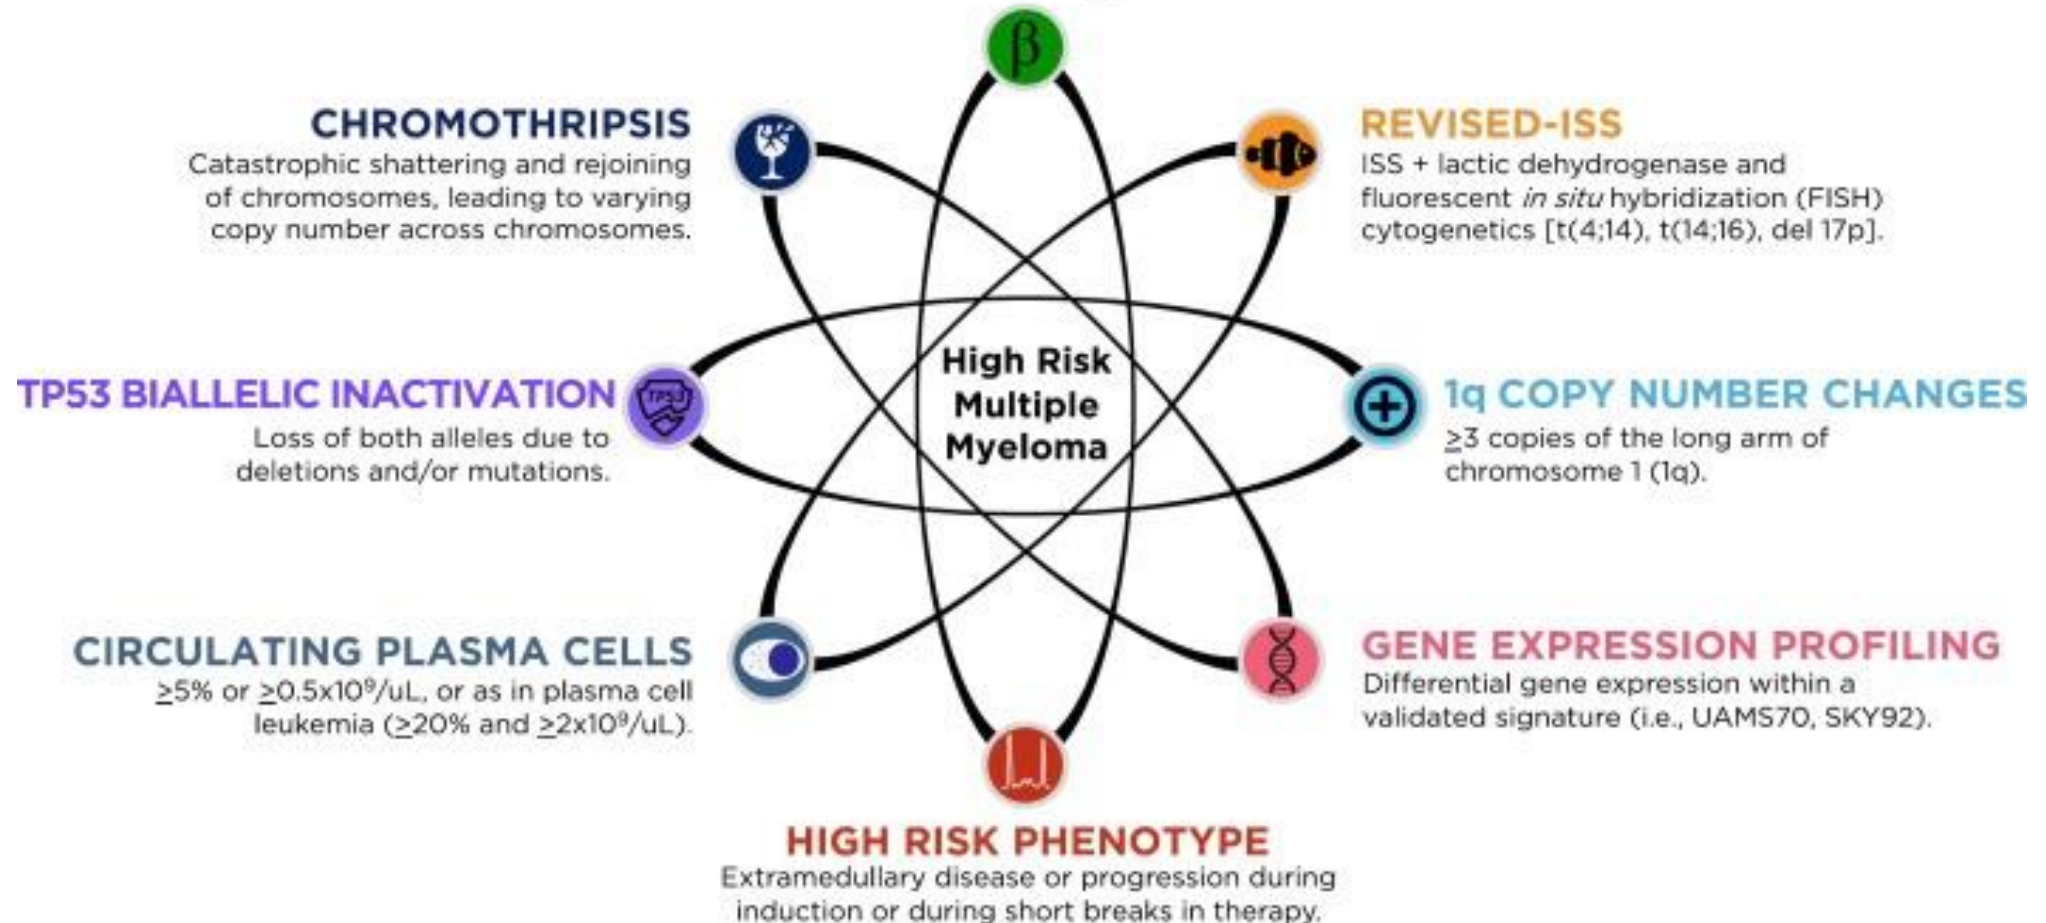 β
CHROMOTHRIPSIS
Catastrophic shattering and rejoining
of chromosomes, leading to varying
copy number across chromosomes.
REVISED-ISS
ISS + lactic dehydrogenase and
fluorescent in situ hybridization (FISH)
cytogenetics [t(4;14), t(14;16), del 17p].
High Risk
Multiple
Myeloma
TP53 BIALLELIC INACTIVATION
Loss of both alleles due to
deletions and/or mutations.
TP53
1q COPY NUMBER CHANGES
≥3 copies of the long arm of
chromosome 1 (1q).
CIRCULATING PLASMA CELLS
≥5% or ≥0.5x10⁹/uL, or as in plasma cell
leukemia (≥20% and ≥2x10⁹/uL).
GENE EXPRESSION PROFILING
Differential gene expression within a
validated signature (i.e., UAMS70, SKY92).
HIGH RISK PHENOTYPE
Extramedullary disease or progression during
induction or during short breaks in therapy.